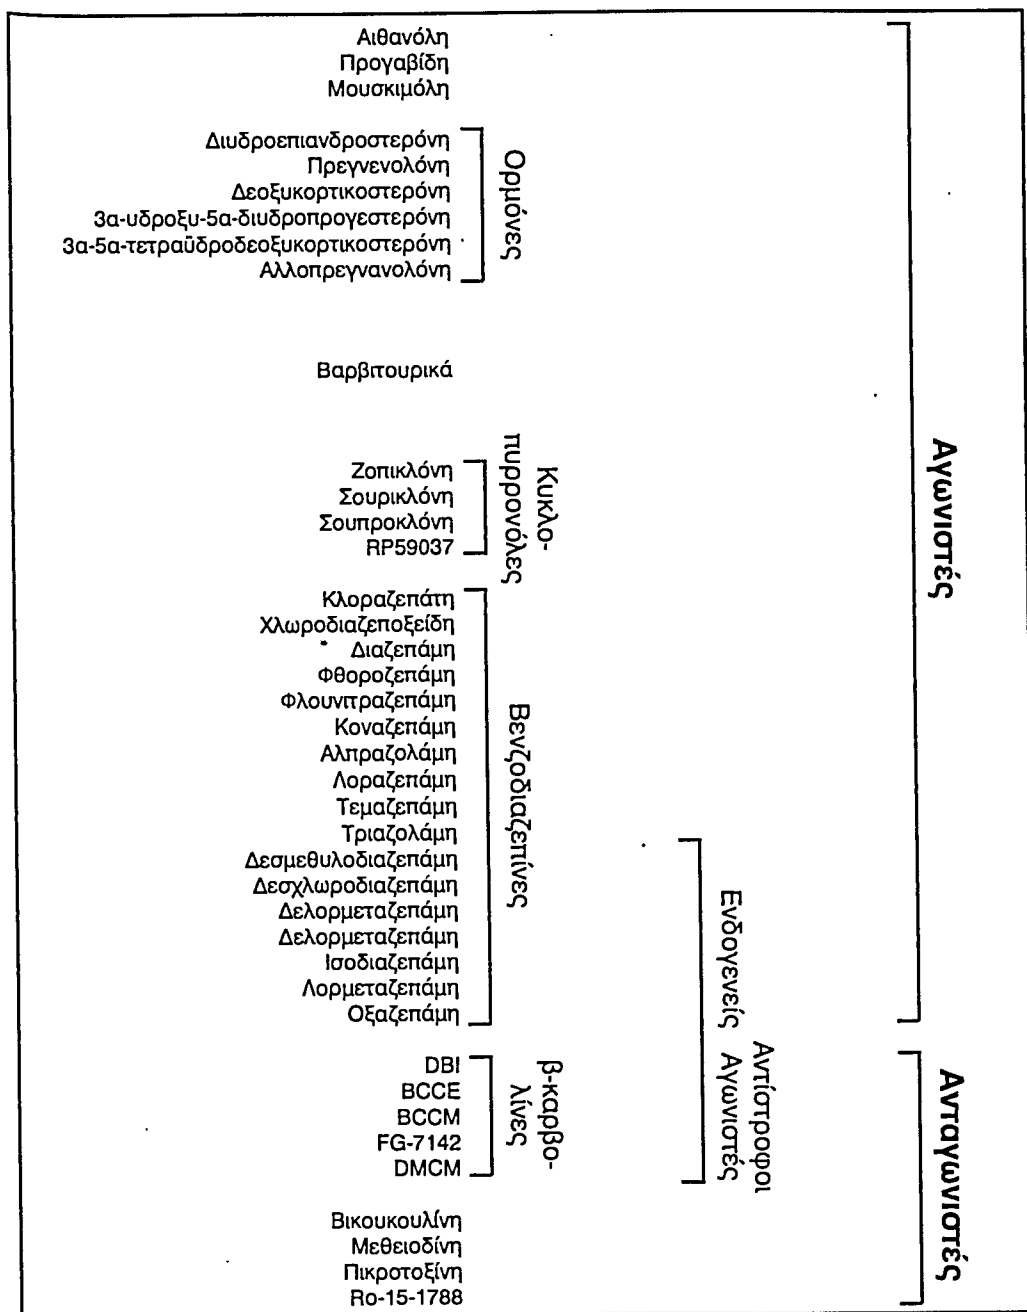 Αιθανόλη
Προγαβίδη
Μουσκιμόλη
Διυδροεπιανδροστερόνη
Πρεγνενολόνη
Δεοξυκορτικοστερόνη
3α-υδροξυ-5α-διυδροπρογεστερόνη
3α-5α-τετραϋδροδεοξυκορτικοστερόνη
Αλλοπρεγνανολόνη
Ορμόνες
Βαρβιτουρικά
Ζοπικλόνη
Σουρικλόνη
Σουπροκλόνη
RP59037
Κυκλο-
πυρρονόλες
Κλοραζεπάτη
Χλωροδιαζεποξείδη
Διαζεπάμη
Φθοροζεπάμη
Φλουνιτραζεπάμη
Κοναζεπάμη
Αλπραζολάμη
Λοραζεπάμη
Τεμαζεπάμη
Τριαζολάμη
Δεσμεθυλοδιαζεπάμη
Δεσχλωροδιαζεπάμη
Δελορμεταζεπάμη
Δελορμεταζεπάμη
Ισοδιαζεπάμη
Λορμεταζεπάμη
Οξαζεπάμη
Βενζοδιαζεπίνες
Αγωνιστές
DBI
BCCE
BCCM
FG-7142
DMCM
β-καρβο-
λίνες
Αντίστροφοι
Ενδογενείς Αγωνιστές
Βικουκουλίνη
Μεθειοδίνη
Πικροτοξίνη
Ro-15-1788
Ανταγωνιστές